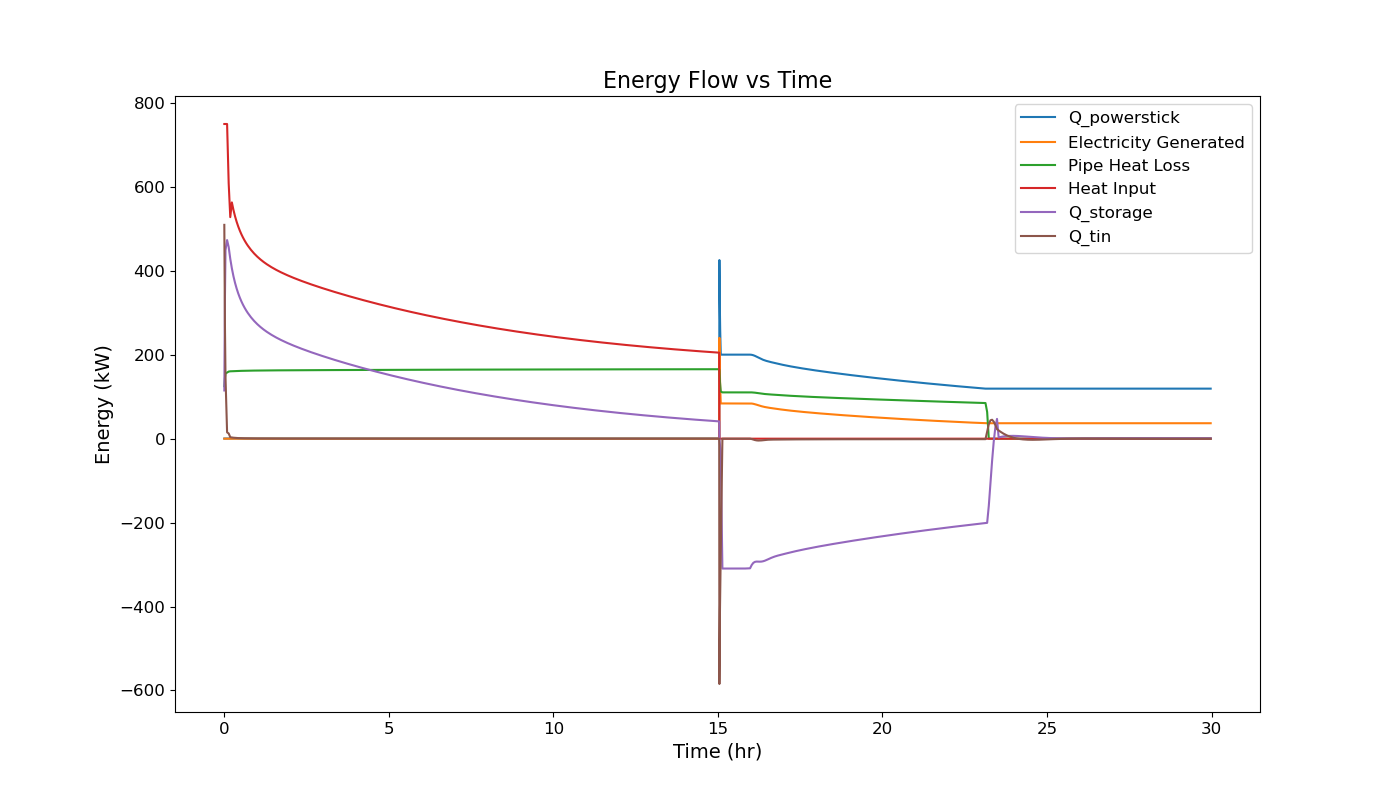 Energy Flow vs Time
Energy (kW)
800
600
400
200
0
−200
−400
−600
0 5 10 15 20 25 30
Time (hr)
Q_powerstick
Electricity Generated
Pipe Heat Loss
Heat Input
Q_storage
Q_tin